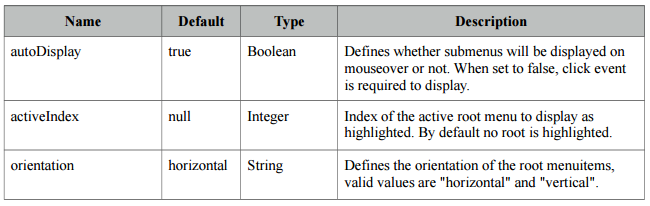 Name Default Type Description
autoDisplay true Boolean Defines whether submenus will be displayed on
mouseover or not. When set to false, click event
is required to display.
activeIndex null Integer Index of the active root menu to display as
highlighted. By default no root is highlighted.
orientation horizontal String Defines the orientation of the root menuitems,
valid values are "horizontal" and "vertical".